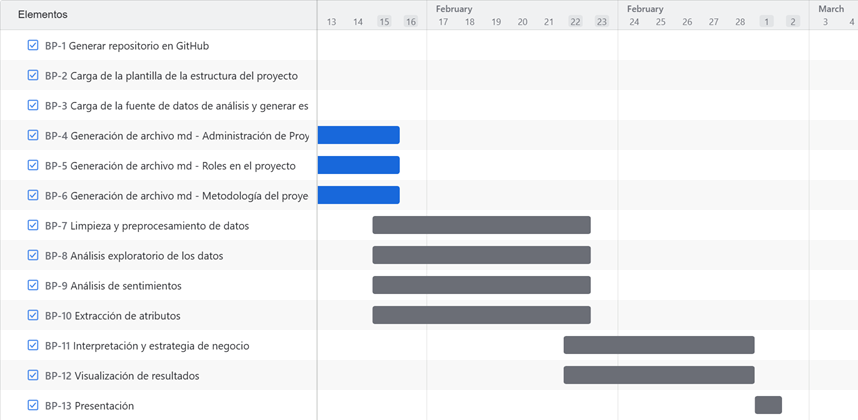 Elementos
February
February
March
13 14 15 16 17 18 19 20 21 22 23 24 25 26 27 28 1 2 3 4
BP-1 Generar repositorio en GitHub
BP-2 Carga de la plantilla de la estructura del proyecto
BP-3 Carga de la fuente de datos de análisis y generar es
BP-4 Generación de archivo md - Administración de Proy
BP-5 Generación de archivo md - Roles en el proyecto
BP-6 Generación de archivo md - Metodología del proye
BP-7 Limpieza y preprocesamiento de datos
BP-8 Análisis exploratorio de los datos
BP-9 Análisis de sentimientos
BP-10 Extracción de atributos
BP-11 Interpretación y estrategia de negocio
BP-12 Visualización de resultados
BP-13 Presentación